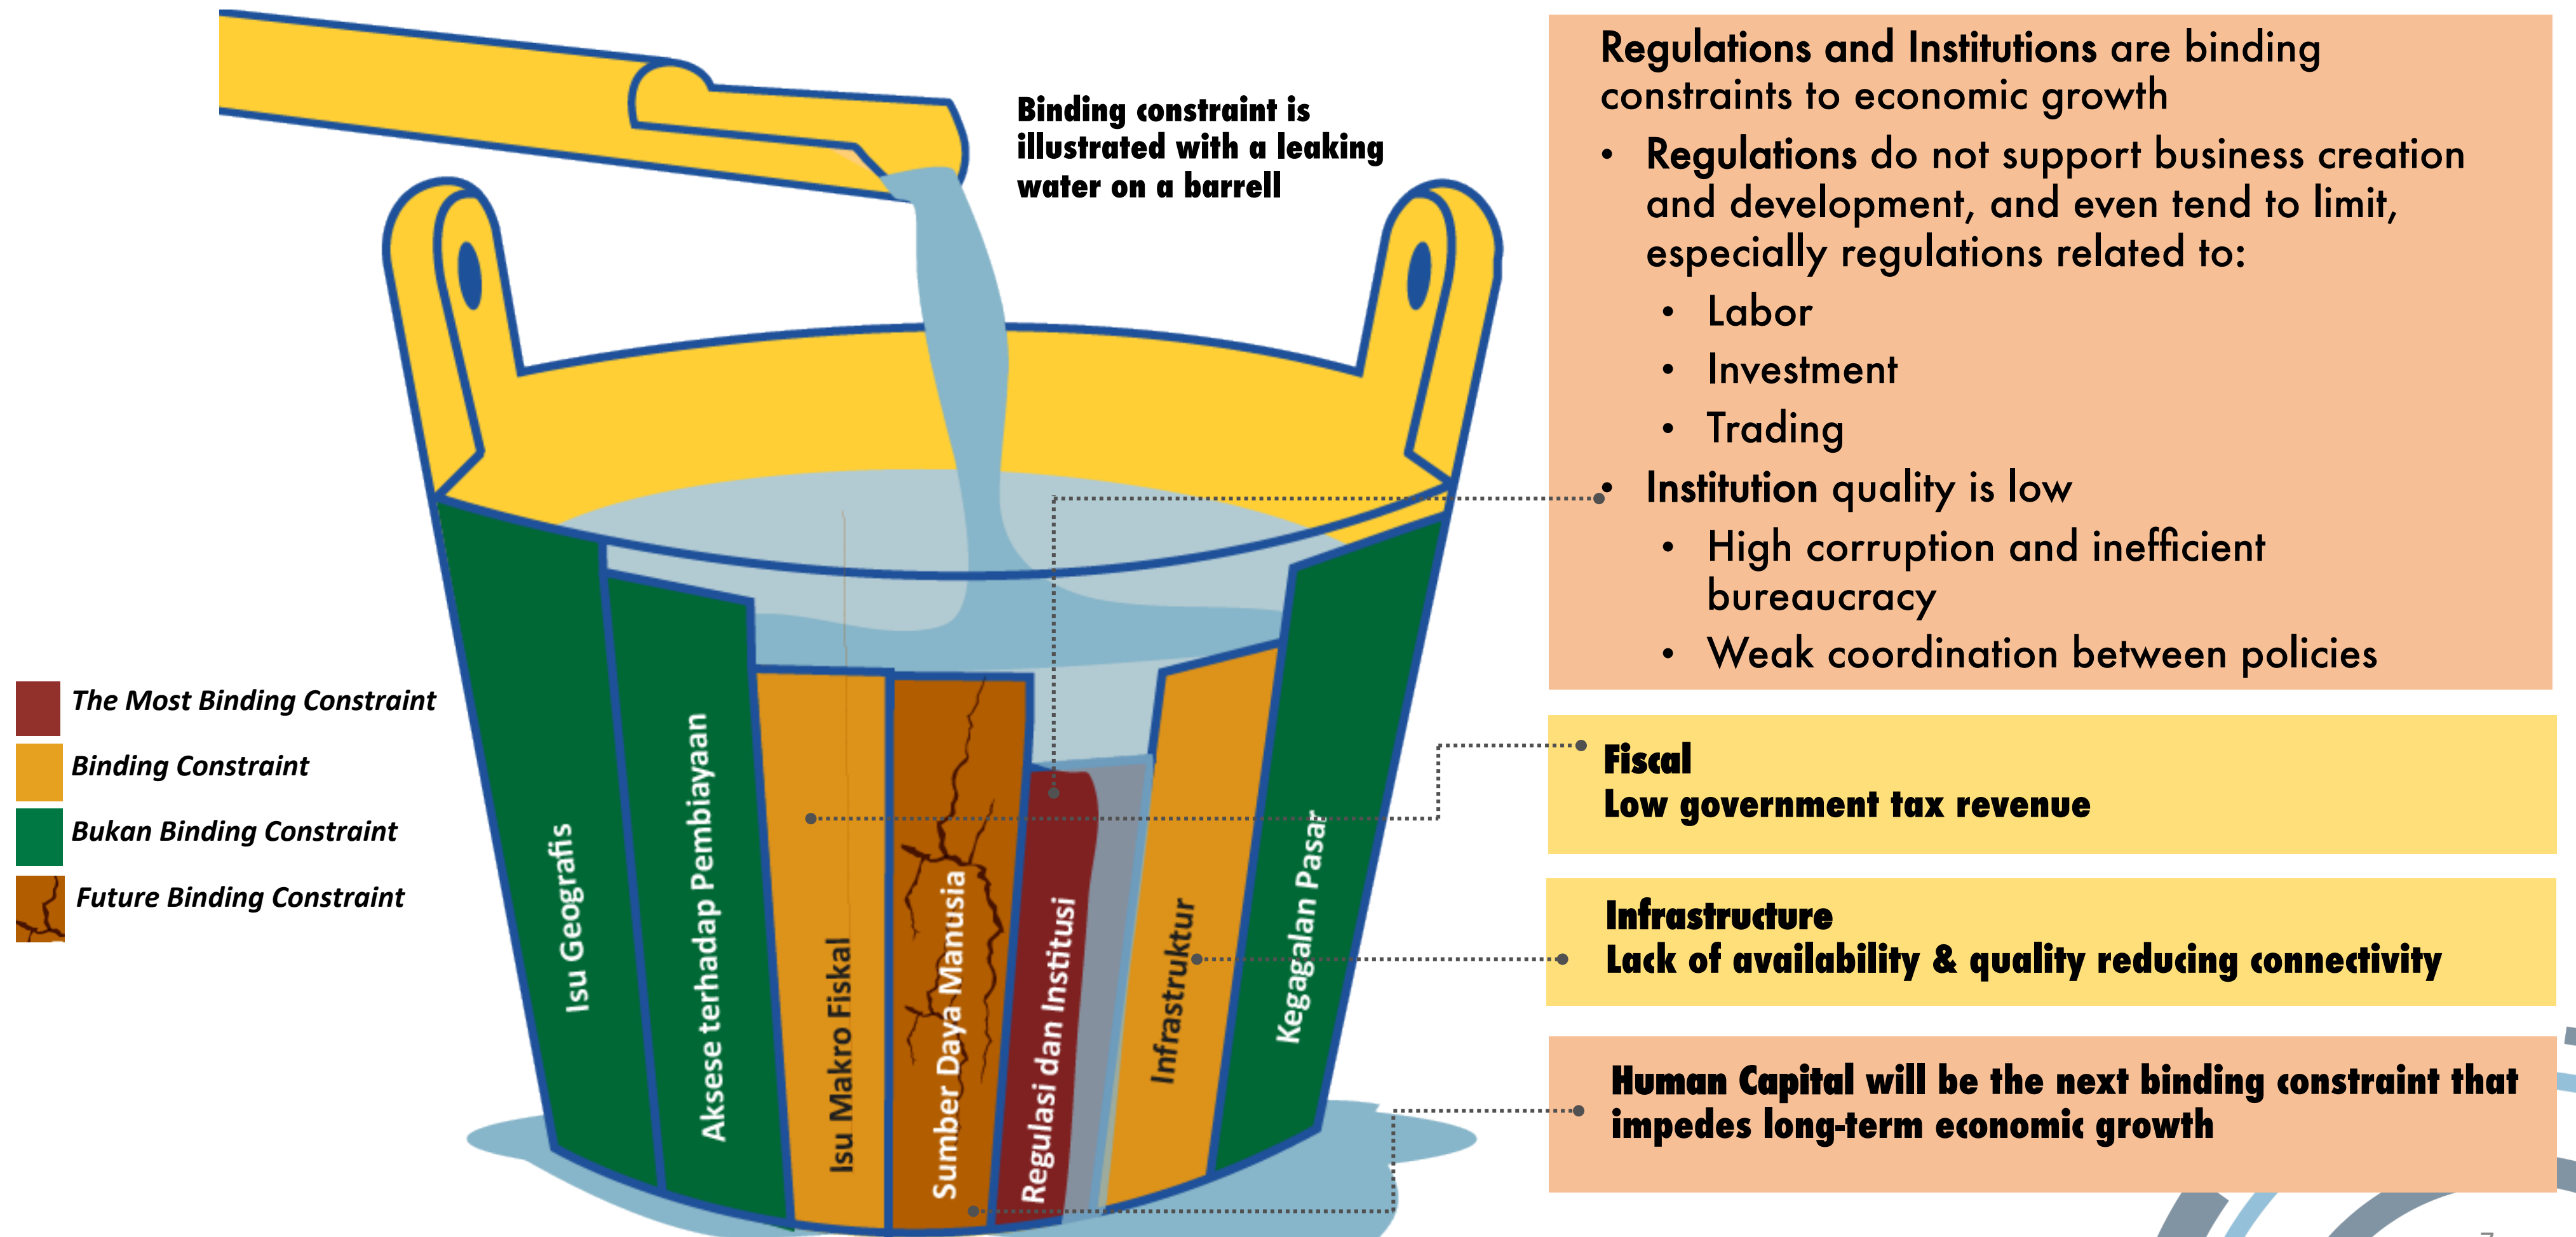 Binding constraint is
illustrated with a leaking
water on a barrell
The Most Binding Constraint
Binding Constraint
Bukan Binding Constraint
Future Binding Constraint
Isu Geografis
Aksese terhadap Pembiayaan
Isu Makro Fiskal
Sumber Daya Manusia
Regulasi dan Institusi
Infrastruktur
Kegagalan Pasar
Regulations and Institutions are binding
constraints to economic growth
• Regulations do not support business creation
and development, and even tend to limit,
especially regulations related to:
• Labor
• Investment
• Trading
• Institution quality is low
• High corruption and inefficient
bureaucracy
• Weak coordination between policies
Fiscal
Low government tax revenue
Infrastructure
Lack of availability & quality reducing connectivity
Human Capital will be the next binding constraint that
impedes long-term economic growth